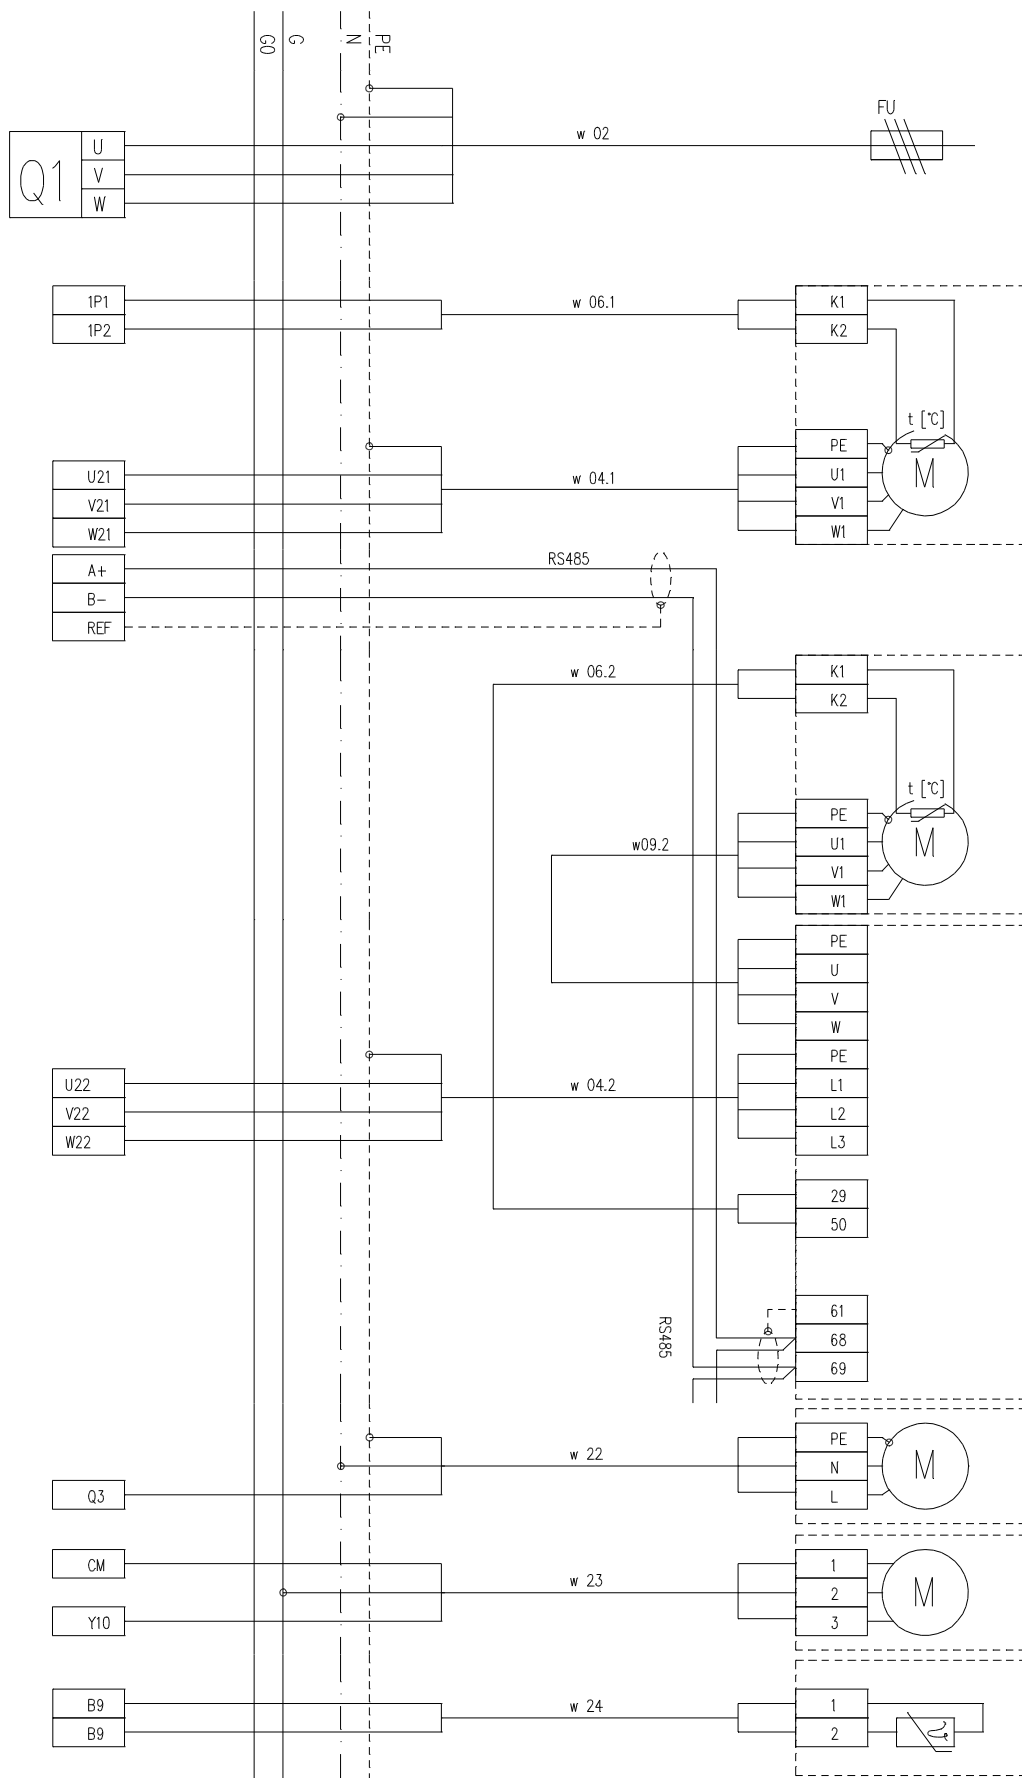 G0 G N PE
FU
Q1 U w 02
V
W
1P1 w 06.1 K1
1P2 K2
t [°C]
PE
U21 w 04.1 U1 M
V21 V1
W21 W1
A+ RS485
B-
REF
w 06.2 K1
K2
t [°C]
PE
w09.2 U1 M
V1
W1
PE
U
V
W
PE
U22 w 04.2 L1
V22 L2
W22 L3
29
50
61
RS485 68
69
PE
w 22 N M
Q3 L
CM 1
w 23 2 M
Y10 3
B9 w 24 1
B9 2